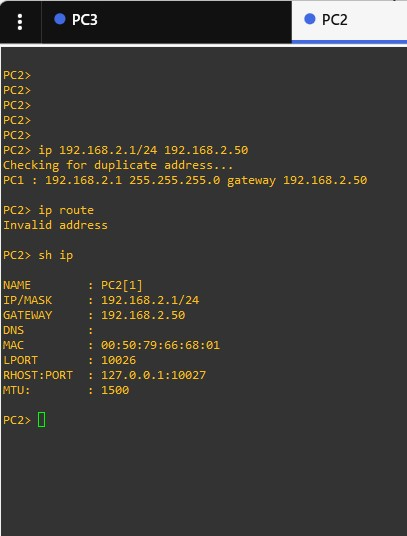 PC3
PC2
PC2>
PC2>
PC2>
PC2>
PC2>
PC2> ip 192.168.2.1/24 192.168.2.50
Checking for duplicate address...
PC1 : 192.168.2.1 255.255.255.0 gateway 192.168.2.50
PC2> ip route
Invalid address
PC2> sh ip
NAME        : PC2[1]
IP/MASK     : 192.168.2.1/24
GATEWAY     : 192.168.2.50
DNS         :
MAC         : 00:50:79:66:68:01
LPORT       : 10026
RHOST:PORT  : 127.0.0.1:10027
MTU:        : 1500
PC2>